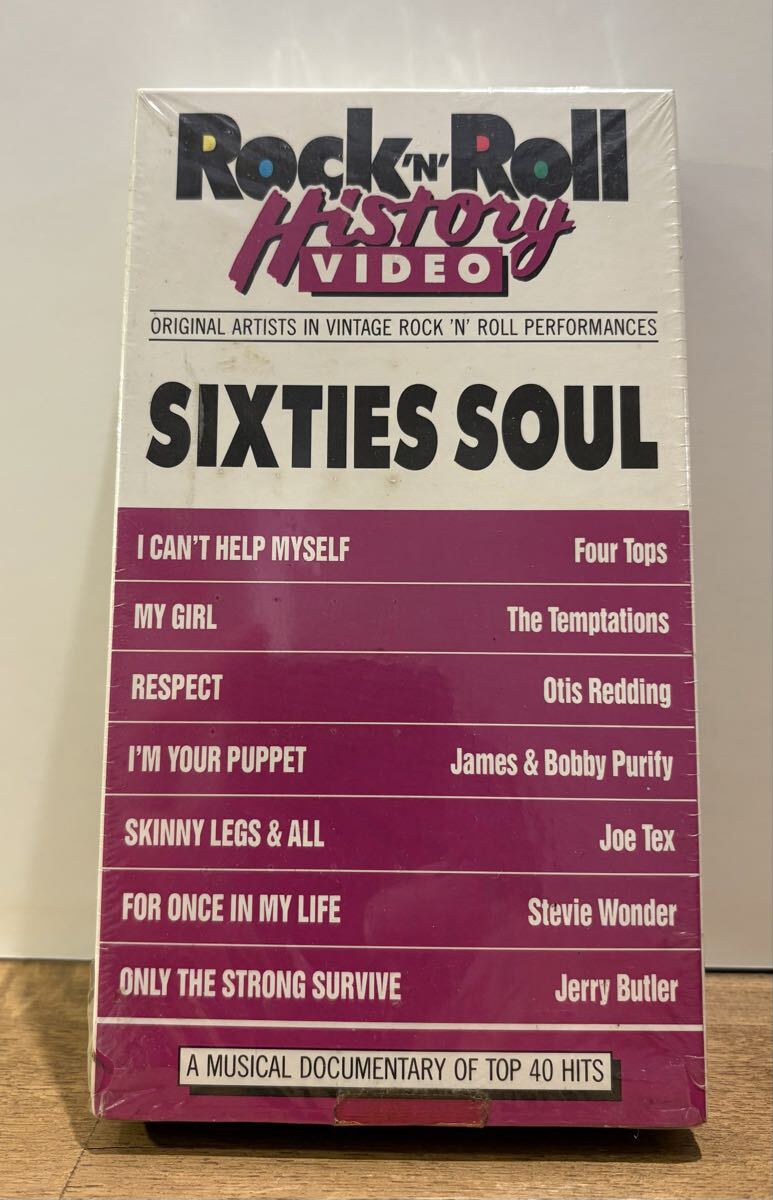 Rock 'N' Roll
History
VIDEO
ORIGINAL ARTISTS IN VINTAGE ROCK 'N' ROLL PERFORMANCES
SIXTIES SOUL
I CAN'T HELP MYSELF Four Tops
MY GIRL The Temptations
RESPECT Otis Redding
I'M YOUR PUPPET James & Bobby Purify
SKINNY LEGS & ALL Joe Tex
FOR ONCE IN MY LIFE Stevie Wonder
ONLY THE STRONG SURVIVE Jerry Butler
A MUSICAL DOCUMENTARY OF TOP 40 HITS